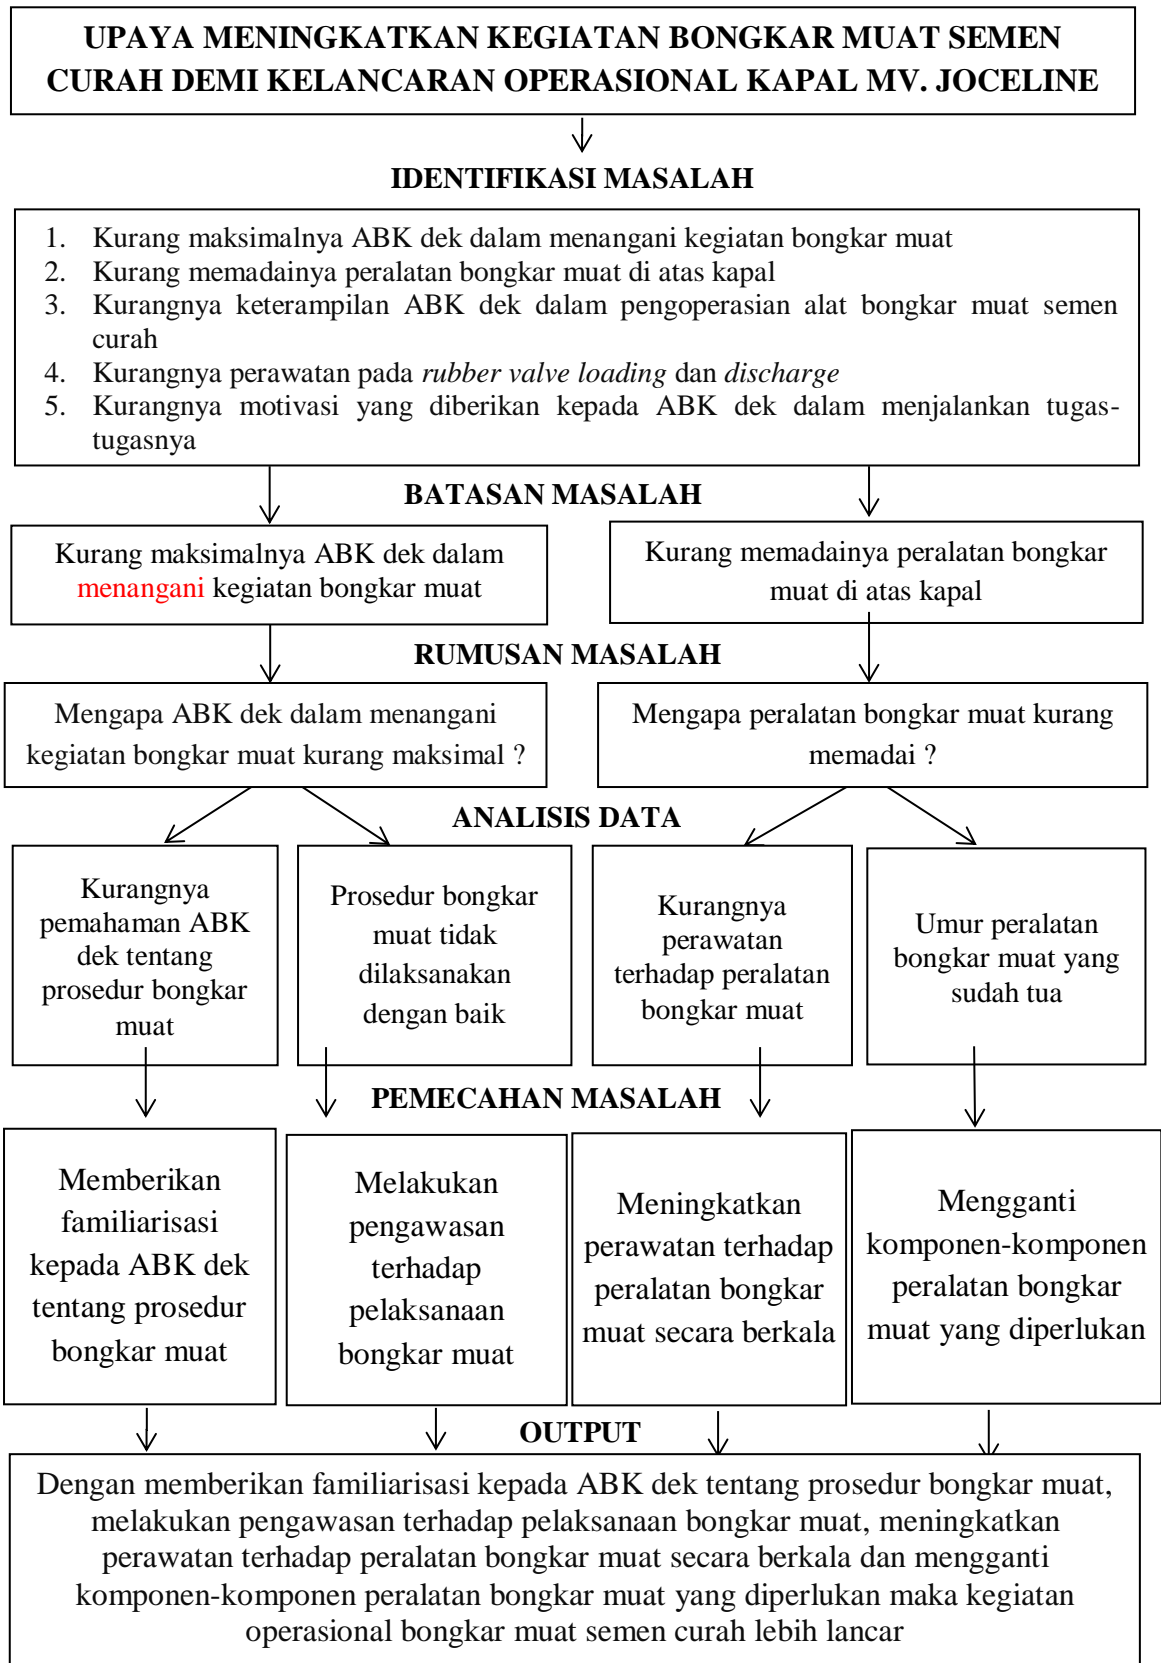 UPAYA MENINGKATKAN KEGIATAN BONGKAR MUAT SEMEN
CURAH DEMI KELANCARAN OPERASIONAL KAPAL MV. JOCELINE
IDENTIFIKASI MASALAH
1. Kurang maksimalnya ABK dek dalam menangani kegiatan bongkar muat
2. Kurang memadainya peralatan bongkar muat di atas kapal
3. Kurangnya keterampilan ABK dek dalam pengoperasian alat bongkar muat semen
curah
4. Kurangnya perawatan pada rubber valve loading dan discharge
5. Kurangnya motivasi yang diberikan kepada ABK dek dalam menjalankan tugas-
tugasnya
BATASAN MASALAH
Kurang maksimalnya ABK dek dalam
menangani kegiatan bongkar muat
Kurang memadainya peralatan bongkar
muat di atas kapal
RUMUSAN MASALAH
Mengapa ABK dek dalam menangani
kegiatan bongkar muat kurang maksimal ?
Mengapa peralatan bongkar muat kurang
memadai ?
ANALISIS DATA
Kurangnya
pemahaman ABK
dek tentang
prosedur bongkar
muat
Prosedur bongkar
muat tidak
dilaksanakan
dengan baik
Kurangnya
perawatan
terhadap peralatan
bongkar muat
Umur peralatan
bongkar muat yang
sudah tua
PEMECAHAN MASALAH
Memberikan
familiarisasi
kepada ABK dek
tentang prosedur
bongkar muat
Melakukan
pengawasan
terhadap
pelaksanaan
bongkar muat
Meningkatkan
perawatan terhadap
peralatan bongkar
muat secara berkala
Mengganti
komponen-komponen
peralatan bongkar
muat yang diperlukan
OUTPUT
Dengan memberikan familiarisasi kepada ABK dek tentang prosedur bongkar muat,
melakukan pengawasan terhadap pelaksanaan bongkar muat, meningkatkan
perawatan terhadap peralatan bongkar muat secara berkala dan mengganti
komponen-komponen peralatan bongkar muat yang diperlukan maka kegiatan
operasional bongkar muat semen curah lebih lancar